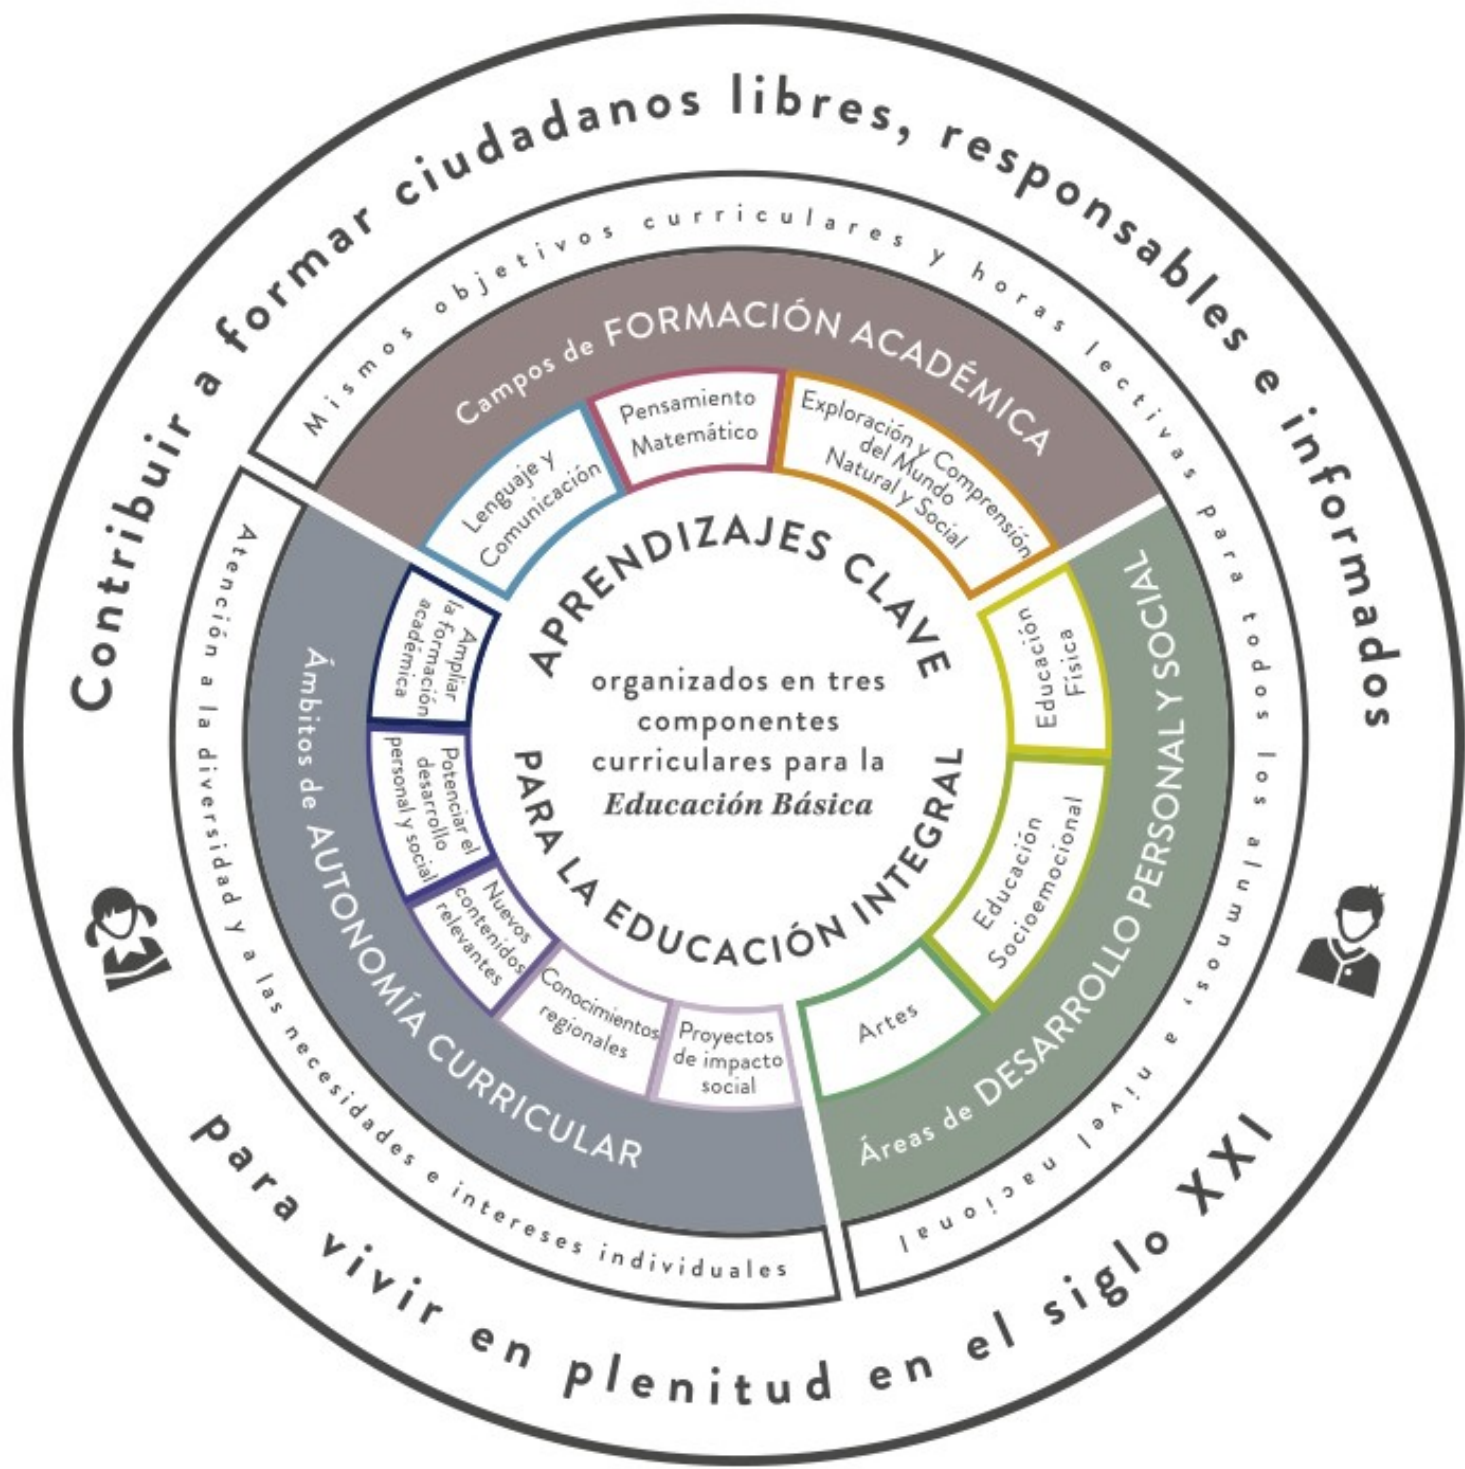 Contribuir a formar ciudadanos libres, responsables e informados
para vivir en plenitud en el siglo XXI
Mismos objetivos curriculares y horas lectivas para todos los alumnos, a nivel nacional
Atención a la diversidad y a las necesidades e intereses individuales
Campos de FORMACIÓN ACADÉMICA
Lenguaje y
Comunicación
Pensamiento
Matemático
Exploración y Comprensión
del Mundo
Natural y Social
Áreas de DESARROLLO PERSONAL Y SOCIAL
Educación
Física
Educación
Socioemocional
Artes
Ámbitos de AUTONOMÍA CURRICULAR
Ampliar
la formación
académica
Potenciar el
desarrollo
personal y social
Nuevos
contenidos
relevantes
Conocimientos
regionales
Proyectos
de impacto
social
APRENDIZAJES CLAVE
organizados en tres
componentes
curriculares para la
Educación Básica
PARA LA EDUCACIÓN INTEGRAL